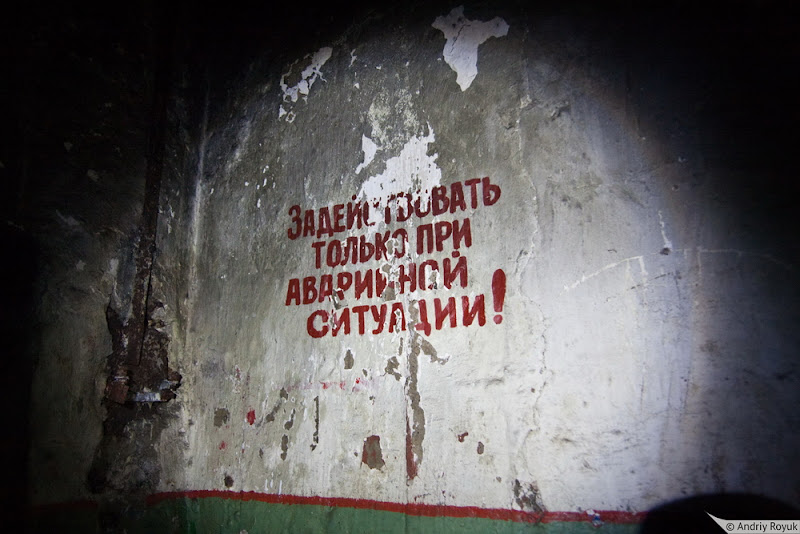 ЗАДЕЙСТВОВАТЬ
ТОЛЬКО ПРИ
АВАРИЙНОЙ
СИТУАЦИИ!
© Andriy Royuk